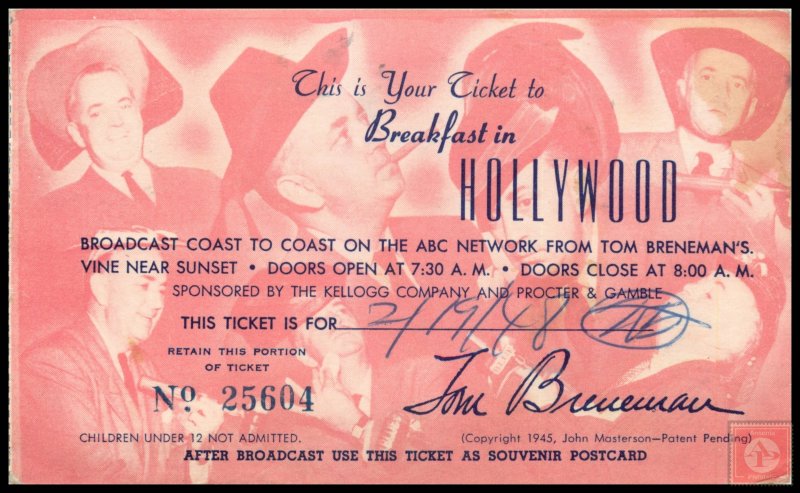 This is Your Ticket to
Breakfast in
HOLLYWOOD
BROADCAST COAST TO COAST ON THE ABC NETWORK FROM TOM BRENEMAN'S.
VINE NEAR SUNSET • DOORS OPEN AT 7:30 A. M. • DOORS CLOSE AT 8:00 A. M.
SPONSORED BY THE KELLOGG COMPANY AND PROCTER & GAMBLE
THIS TICKET IS FOR 2/19/48
RETAIN THIS PORTION
OF TICKET
Nº 25604
Tom Breneman
CHILDREN UNDER 12 NOT ADMITTED.
(Copyright 1945, John Masterson—Patent Pending)
AFTER BROADCAST USE THIS TICKET AS SOUVENIR POSTCARD